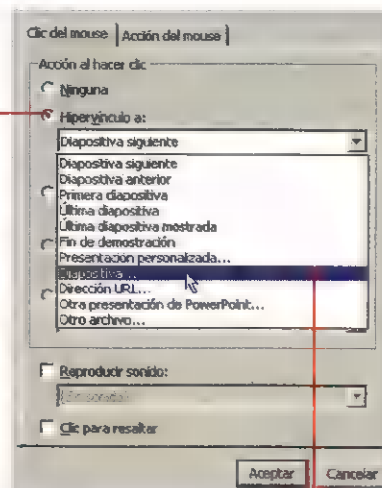 Clic del mouse Acción del mouse
Acción al hacer clic
Ninguna
Hipervínculo a:
Diapositiva siguiente
Diapositiva siguiente
Diapositiva anterior
Primera diapositiva
Última diapositiva
Última diapositiva mostrada
Fin de demostración
Presentación personalizada...
Diapositiva...
Dirección URL...
Otra presentación de PowerPoint...
Otro archivo...
Reproducir sonido:
[Sin sonido]
Clic para resaltar
Aceptar Cancelar